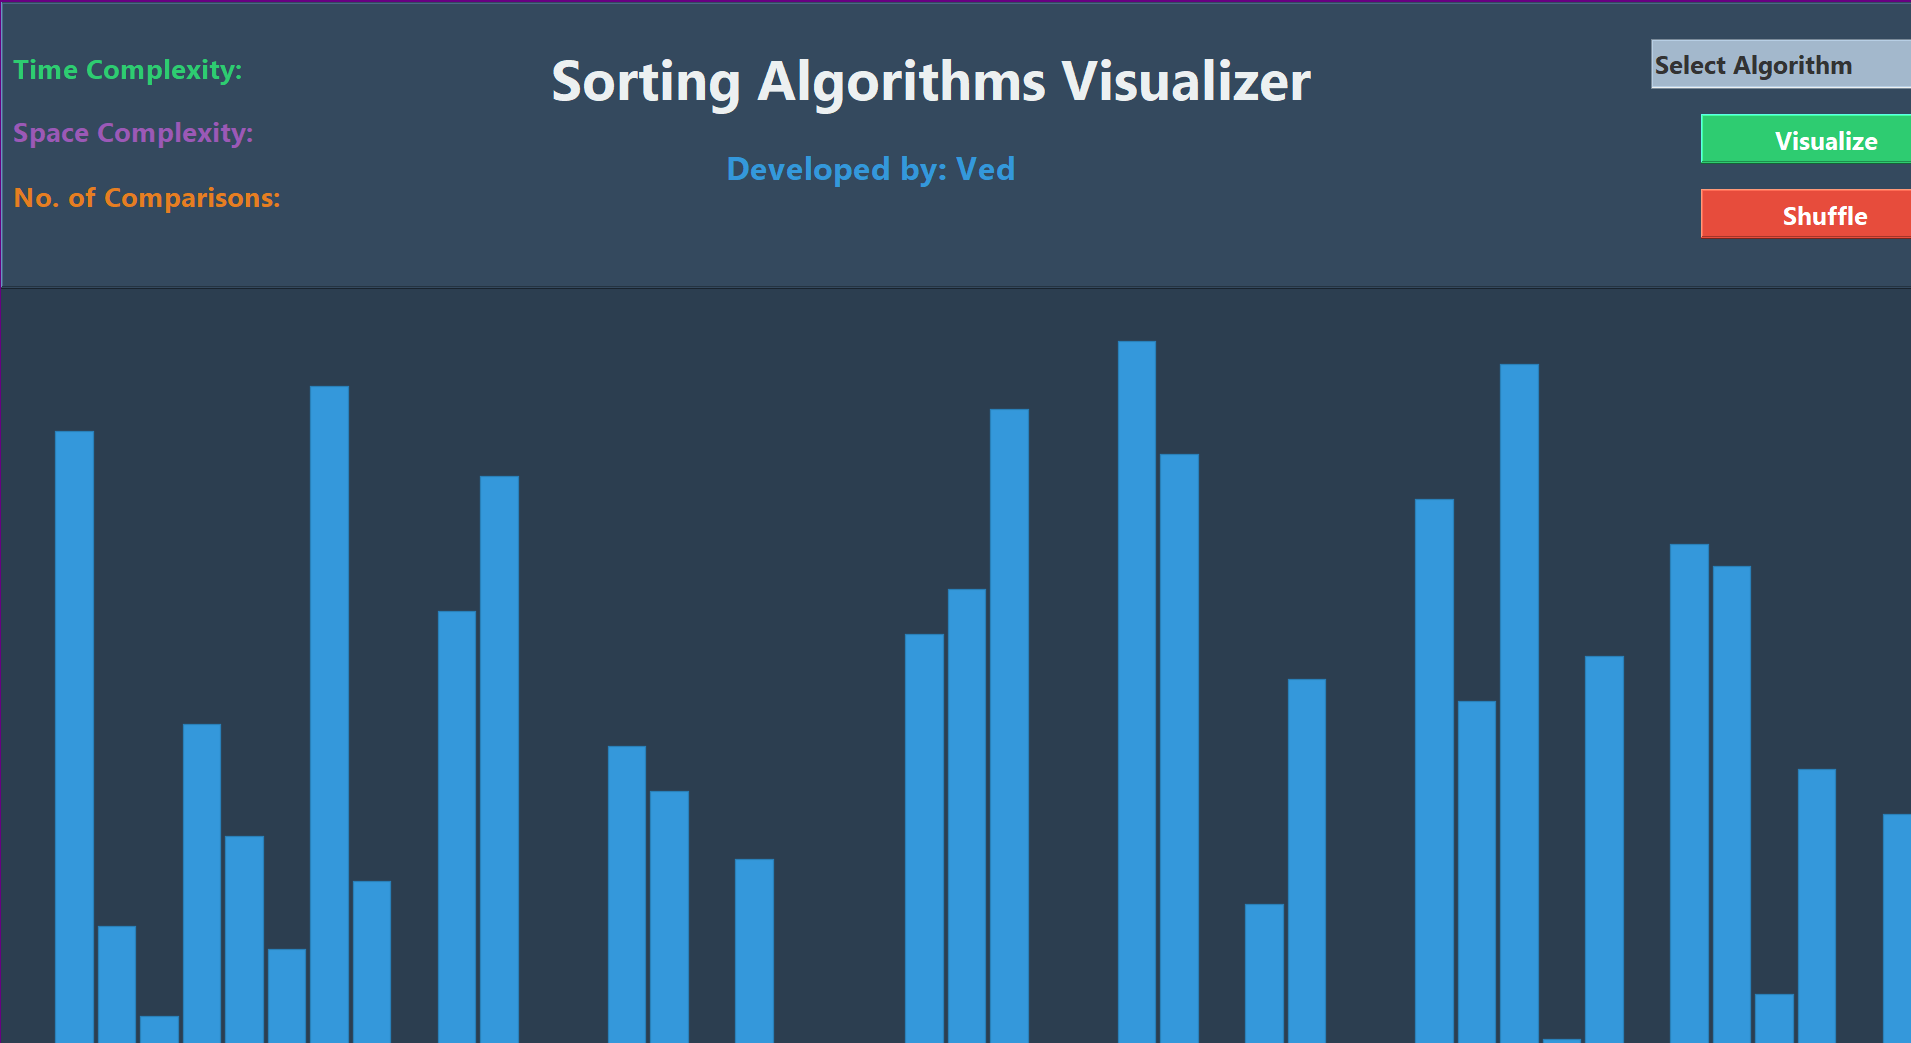 Time Complexity:
Space Complexity:
No. of Comparisons:
Sorting Algorithms Visualizer
Developed by: Ved
Select Algorithm
Visualize
Shuffle